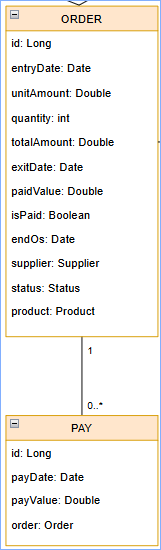 ORDER
id: Long
entryDate: Date
unitAmount: Double
quantity: int
totalAmount: Double
exitDate: Date
paidValue: Double
isPaid: Boolean
endOs: Date
supplier: Supplier
status: Status
product: Product
1
0..*
PAY
id: Long
payDate: Date
payValue: Double
order: Order